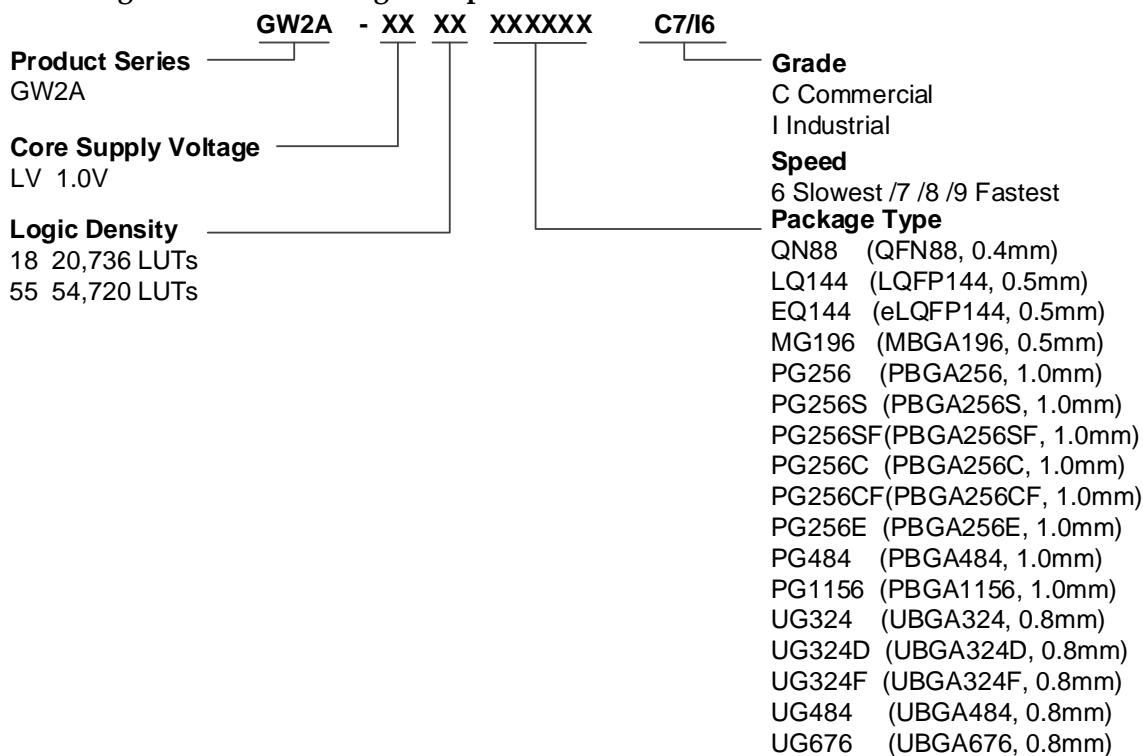 GW2A - XX XX XXXXXX C7/I6
Product Series
GW2A
Core Supply Voltage
LV 1.0V
Logic Density
18 20,736 LUTs
55 54,720 LUTs
Grade
C Commercial
I Industrial
Speed
6 Slowest /7 /8 /9 Fastest
Package Type
QN88 (QFN88, 0.4mm)
LQ144 (LQFP144, 0.5mm)
EQ144 (eLQFP144, 0.5mm)
MG196 (MBGA196, 0.5mm)
PG256 (PBGA256, 1.0mm)
PG256S (PBGA256S, 1.0mm)
PG256SF(PBGA256SF, 1.0mm)
PG256C (PBGA256C, 1.0mm)
PG256CF(PBGA256CF, 1.0mm)
PG256E (PBGA256E, 1.0mm)
PG484 (PBGA484, 1.0mm)
PG1156 (PBGA1156, 1.0mm)
UG324 (UBGA324, 0.8mm)
UG324D (UBGA324D, 0.8mm)
UG324F (UBGA324F, 0.8mm)
UG484 (UBGA484, 0.8mm)
UG676 (UBGA676, 0.8mm)